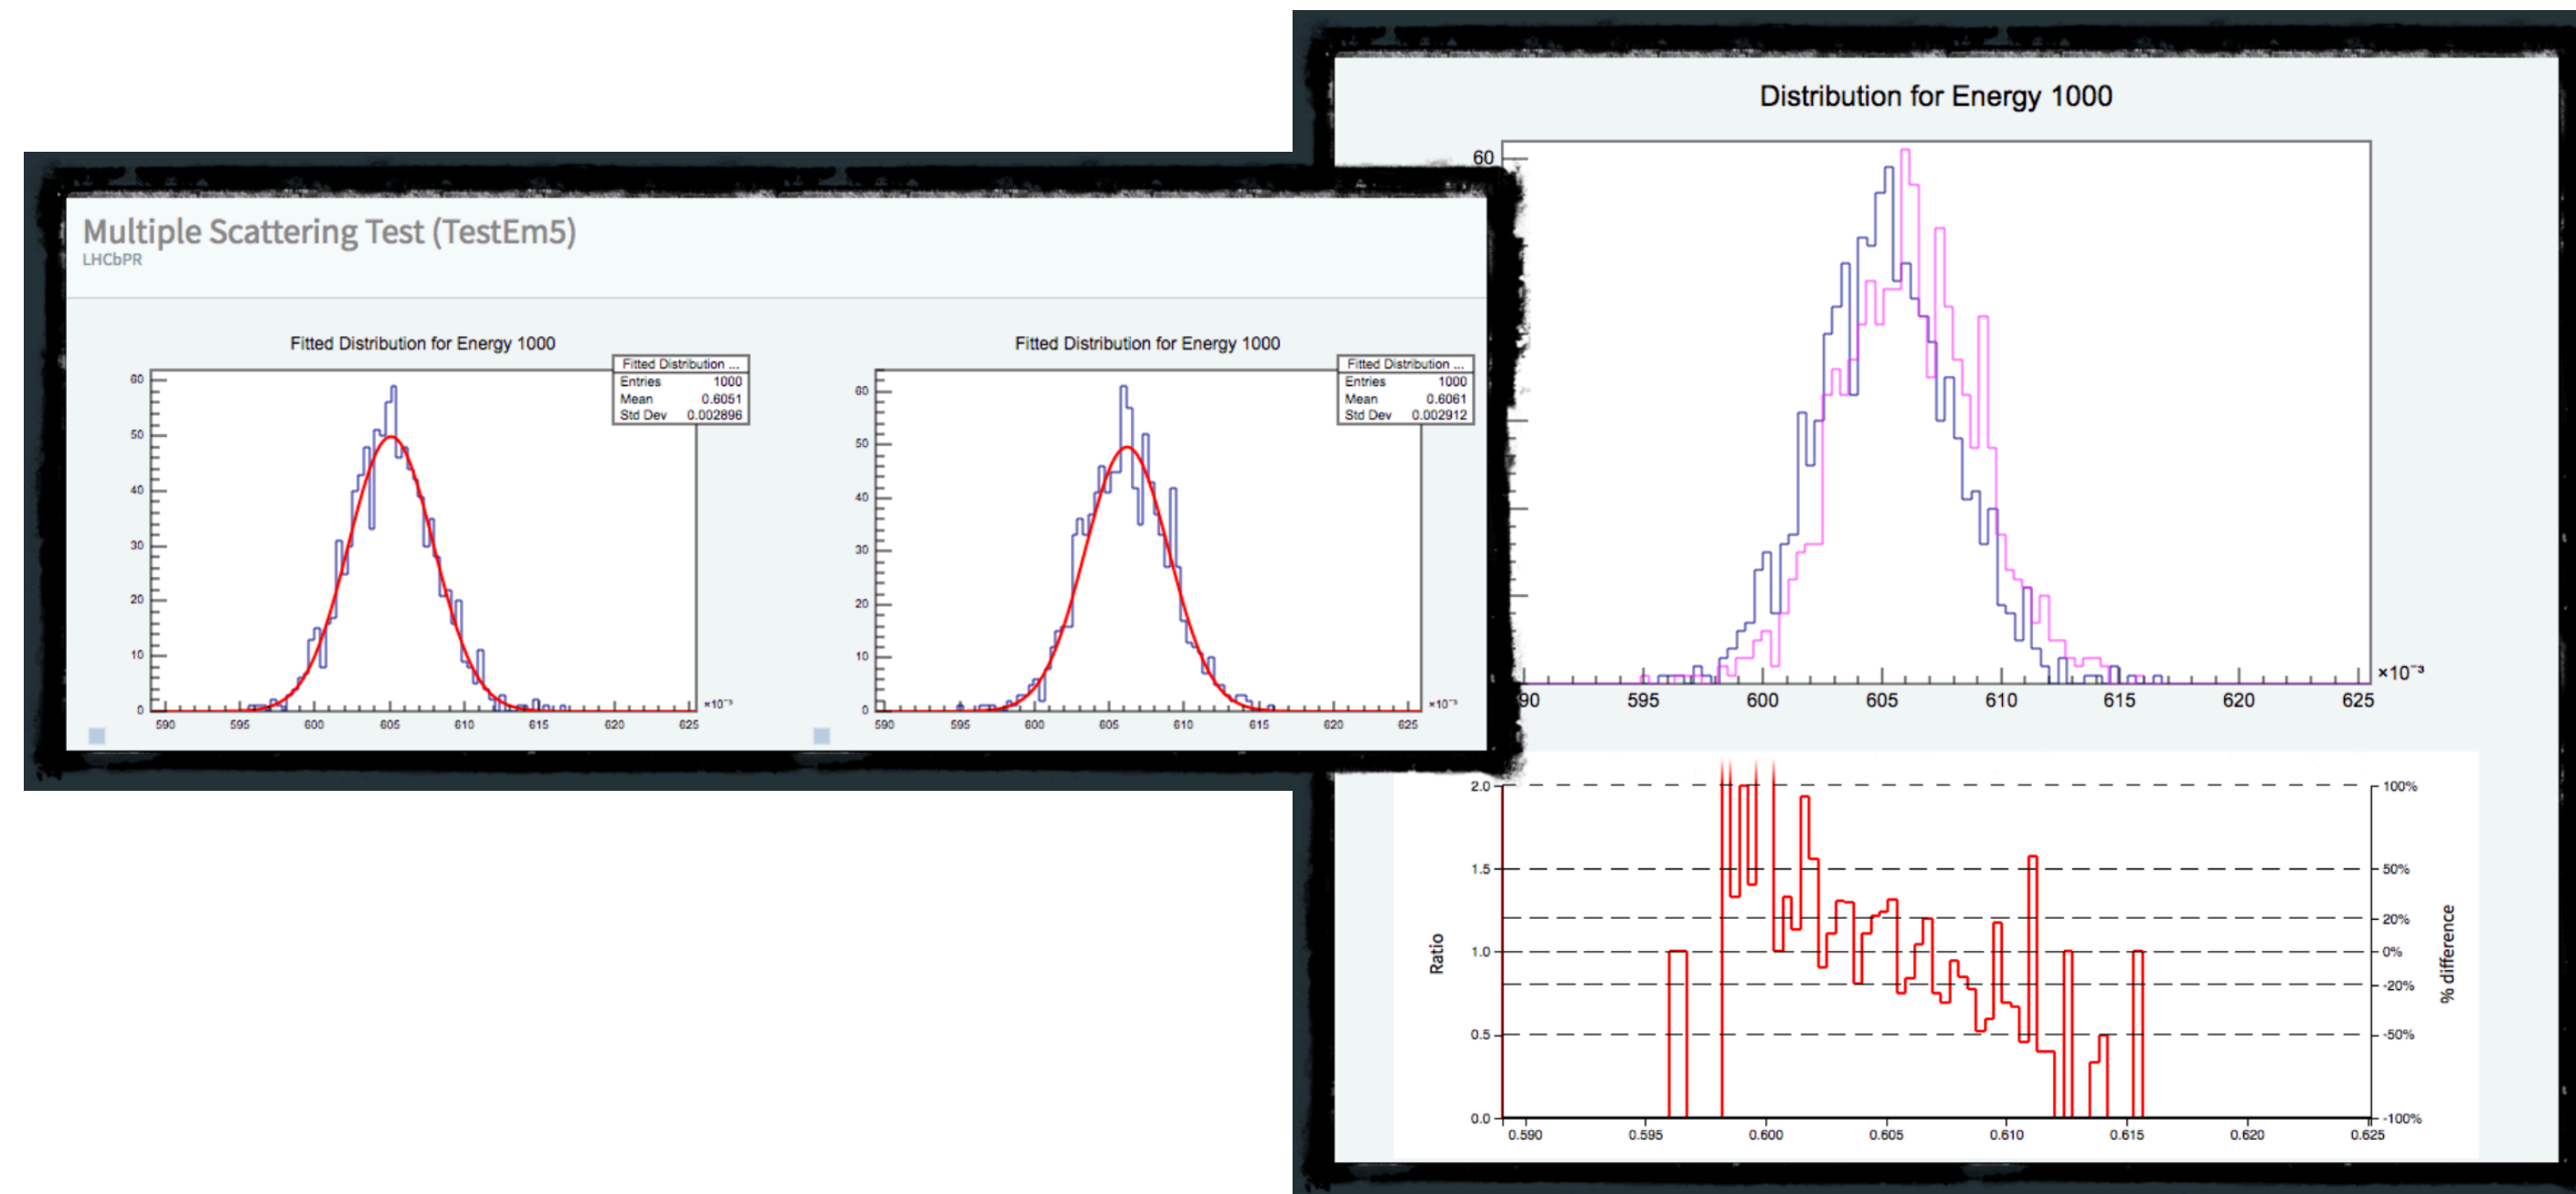 Multiple Scattering Test (TestEm5)
LHCbPR
Fitted Distribution for Energy 1000
Fitted Distribution ...
Entries 1000
Mean 0.6051
Std Dev 0.002896
60
50
40
30
20
10
0
590 595 600 605 610 615 620 625
×10⁻³
Fitted Distribution for Energy 1000
Fitted Distribution ...
Entries 1000
Mean 0.6061
Std Dev 0.002912
60
50
40
30
20
10
0
590 595 600 605 610 615 620 625
×10⁻³
Distribution for Energy 1000
60
90 595 600 605 610 615 620 625
×10⁻³
2.0
1.5
1.0
0.5
0.0
Ratio
100%
50%
20%
0%
-20%
-50%
-100%
% difference
0.590 0.595 0.600 0.605 0.610 0.615 0.620 0.625